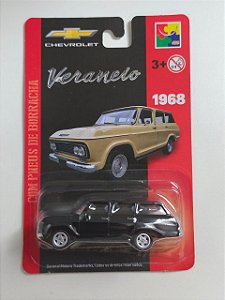 CHEVROLET
Veraneio
3+
1968
COM PNEUS DE BORRACHA